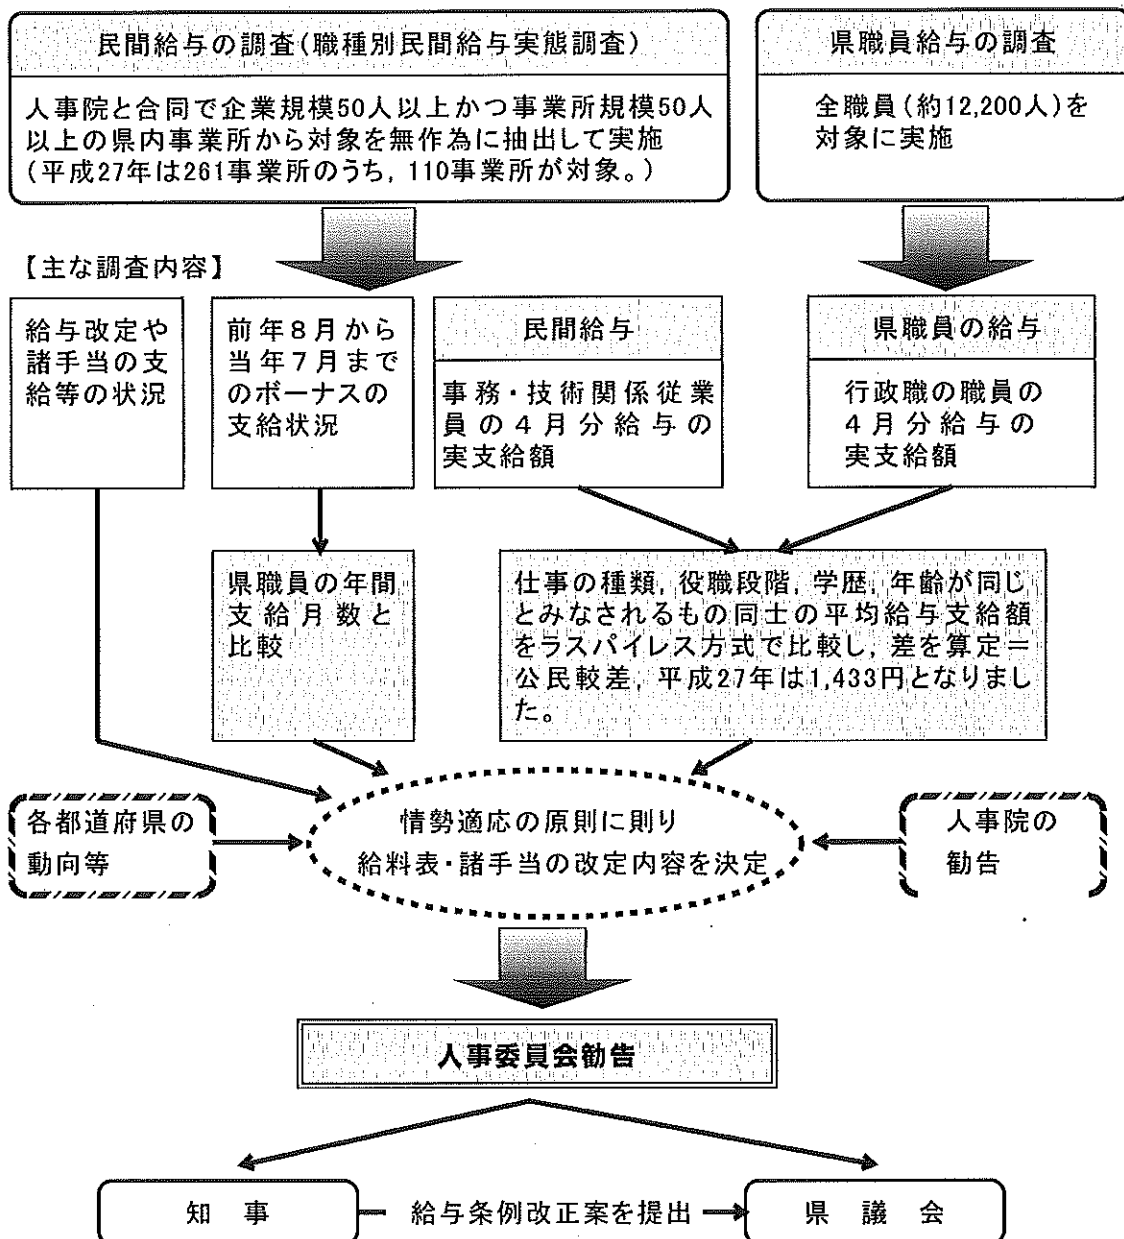 民間給与の調査(職種別民間給与実態調査)
人事院と合同で企業規模50人以上かつ事業所規模50人
以上の県内事業所から対象を無作為に抽出して実施
(平成27年は261事業所のうち,110事業所が対象。)
県職員給与の調査
全職員(約12,200人)を
対象に実施
【主な調査内容】
給与改定や
諸手当の支
給等の状況
前年8月から
当年7月まで
のボーナスの
支給状況
民間給与
事務・技術関係従業
員の4月分給与の
実支給額
県職員の給与
行政職の職員の
4月分給与の
実支給額
県職員の年間
支給月数と
比較
仕事の種類,役職段階,学歴,年齢が同じ
とみなされるもの同士の平均給与支給額
をラスパイレス方式で比較し,差を算定=
公民較差,平成27年は1,433円となりまし
た。
各都道府県の
動向等
情勢適応の原則に則り
給料表・諸手当の改定内容を決定
人事院の
勧告
人事委員会勧告
知 事
給与条例改正案を提出
県 議 会